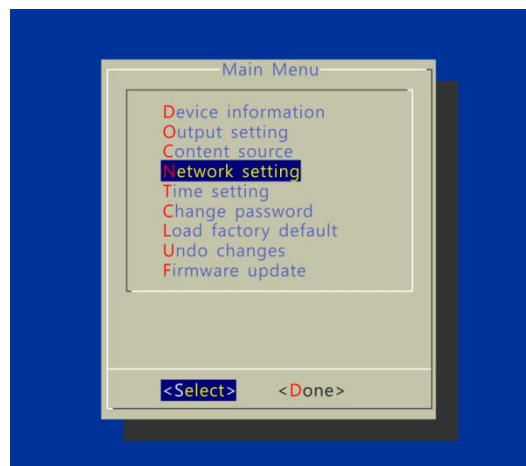 Main Menu
Device information
Output setting
Content source
Network setting
Time setting
Change password
Load factory default
Undo changes
Firmware update
<Select> <Done>